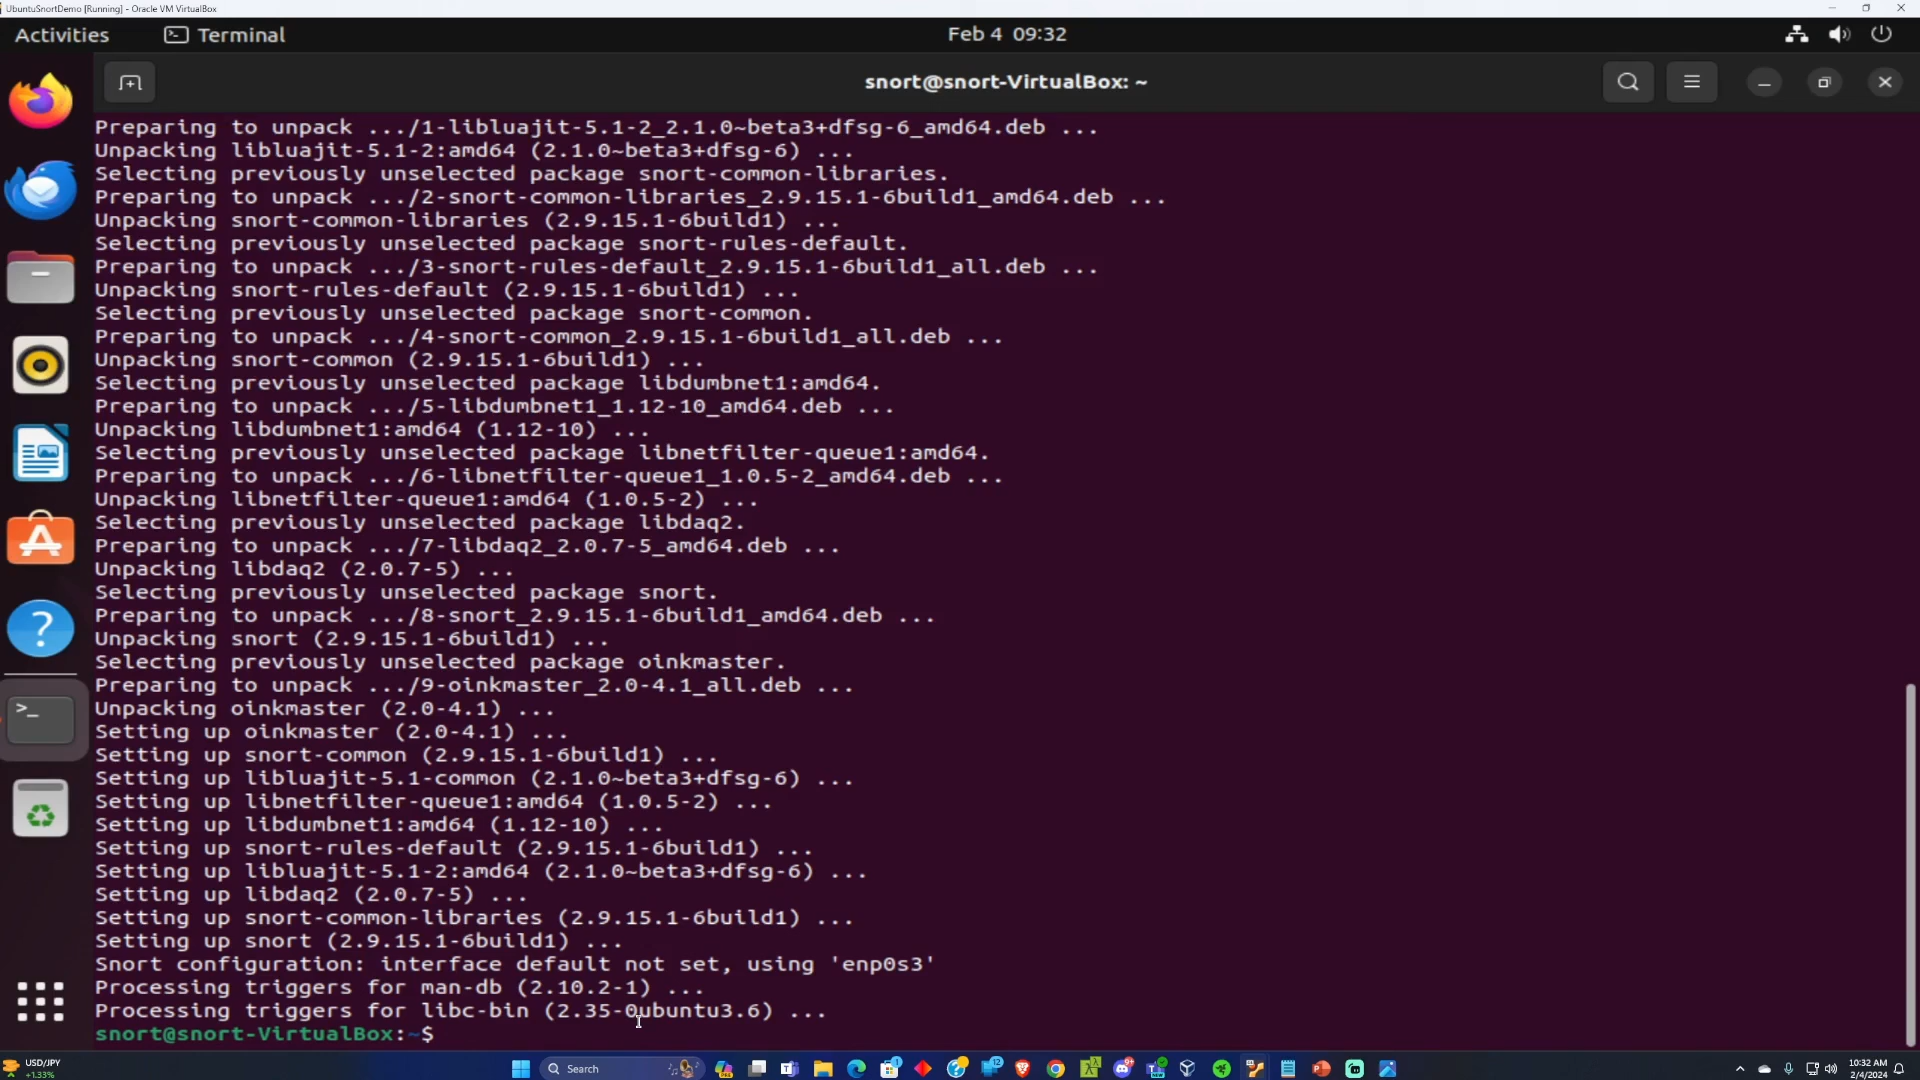 UbuntuSnortDemo [Running] - Oracle VM VirtualBox
Activities Terminal Feb 4 09:32
snort@snort-VirtualBox: ~
Preparing to unpack .../1-libluajit-5.1-2_2.1.0~beta3+dfsg-6_amd64.deb ...
Unpacking libluajit-5.1-2:amd64 (2.1.0~beta3+dfsg-6) ...
Selecting previously unselected package snort-common-libraries.
Preparing to unpack .../2-snort-common-libraries_2.9.15.1-6build1_amd64.deb ...
Unpacking snort-common-libraries (2.9.15.1-6build1) ...
Selecting previously unselected package snort-rules-default.
Preparing to unpack .../3-snort-rules-default_2.9.15.1-6build1_all.deb ...
Unpacking snort-rules-default (2.9.15.1-6build1) ...
Selecting previously unselected package snort-common.
Preparing to unpack .../4-snort-common_2.9.15.1-6build1_all.deb ...
Unpacking snort-common (2.9.15.1-6build1) ...
Selecting previously unselected package libdumbnet1:amd64.
Preparing to unpack .../5-libdumbnet1_1.12-10_amd64.deb ...
Unpacking libdumbnet1:amd64 (1.12-10) ...
Selecting previously unselected package libnetfilter-queue1:amd64.
Preparing to unpack .../6-libnetfilter-queue1_1.0.5-2_amd64.deb ...
Unpacking libnetfilter-queue1:amd64 (1.0.5-2) ...
Selecting previously unselected package libdaq2.
Preparing to unpack .../7-libdaq2_2.0.7-5_amd64.deb ...
Unpacking libdaq2 (2.0.7-5) ...
Selecting previously unselected package snort.
Preparing to unpack .../8-snort_2.9.15.1-6build1_amd64.deb ...
Unpacking snort (2.9.15.1-6build1) ...
Selecting previously unselected package oinkmaster.
Preparing to unpack .../9-oinkmaster_2.0-4.1_all.deb ...
Unpacking oinkmaster (2.0-4.1) ...
Setting up oinkmaster (2.0-4.1) ...
Setting up snort-common (2.9.15.1-6build1) ...
Setting up libluajit-5.1-common (2.1.0~beta3+dfsg-6) ...
Setting up libnetfilter-queue1:amd64 (1.0.5-2) ...
Setting up libdumbnet1:amd64 (1.12-10) ...
Setting up snort-rules-default (2.9.15.1-6build1) ...
Setting up libluajit-5.1-2:amd64 (2.1.0~beta3+dfsg-6) ...
Setting up libdaq2 (2.0.7-5) ...
Setting up snort-common-libraries (2.9.15.1-6build1) ...
Setting up snort (2.9.15.1-6build1) ...
Snort configuration: interface default not set, using 'enp0s3'
Processing triggers for man-db (2.10.2-1) ...
Processing triggers for libc-bin (2.35-0ubuntu3.6) ...
snort@snort-VirtualBox:~$
USD/JPY
+1.33%
Search
10:32 AM
2/4/2024